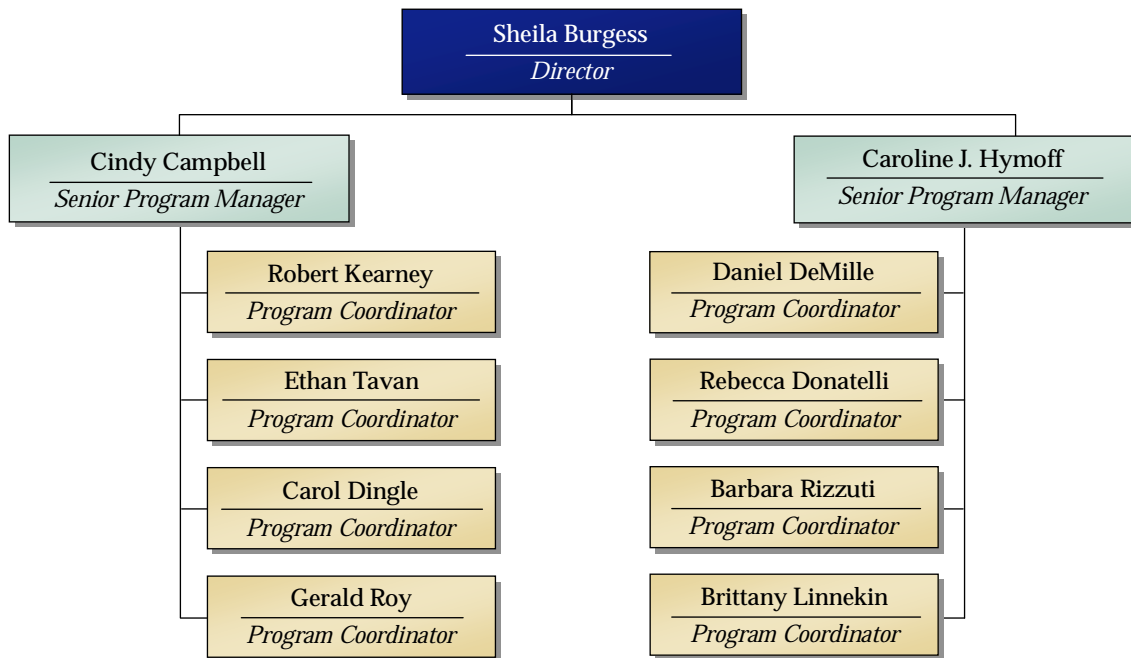 Sheila Burgess
Director
Cindy Campbell
Senior Program Manager
Caroline J. Hymoff
Senior Program Manager
Robert Kearney
Program Coordinator
Ethan Tavan
Program Coordinator
Carol Dingle
Program Coordinator
Gerald Roy
Program Coordinator
Daniel DeMille
Program Coordinator
Rebecca Donatelli
Program Coordinator
Barbara Rizzuti
Program Coordinator
Brittany Linnekin
Program Coordinator